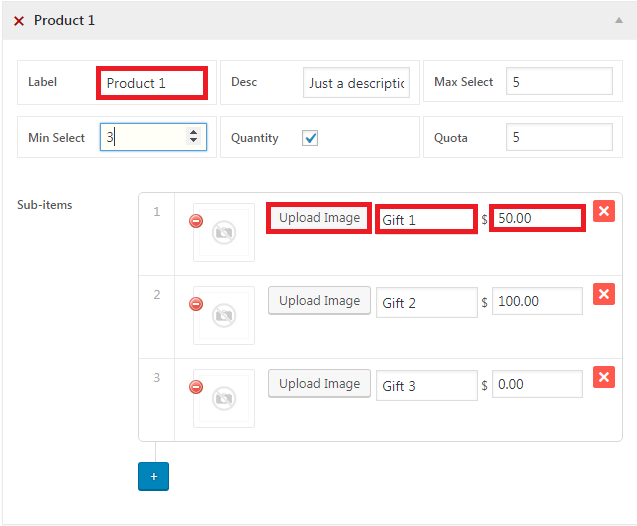 Product 1
Label Product 1 Desc Just a descriptic Max Select 5
Min Select 3 Quantity Quota 5
Sub-items 1 Upload Image Gift 1 $ 50.00
2 Upload Image Gift 2 $ 100.00
3 Upload Image Gift 3 $ 0.00
+